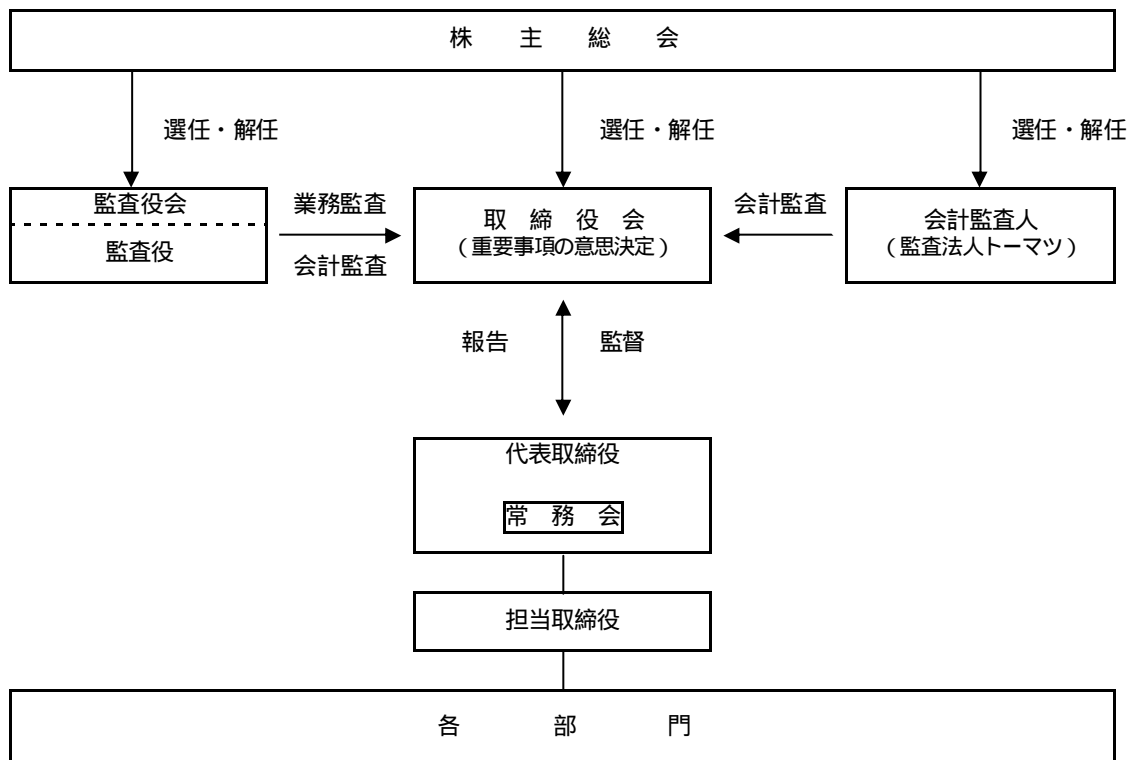 株 主 総 会
選任・解任
選任・解任
選任・解任
監査役会
監査役
業務監査
会計監査
取 締 役 会
(重要事項の意思決定)
会計監査
会計監査人
(監査法人トーマツ)
報告
監督
代表取締役
常 務 会
担当取締役
各 部 門